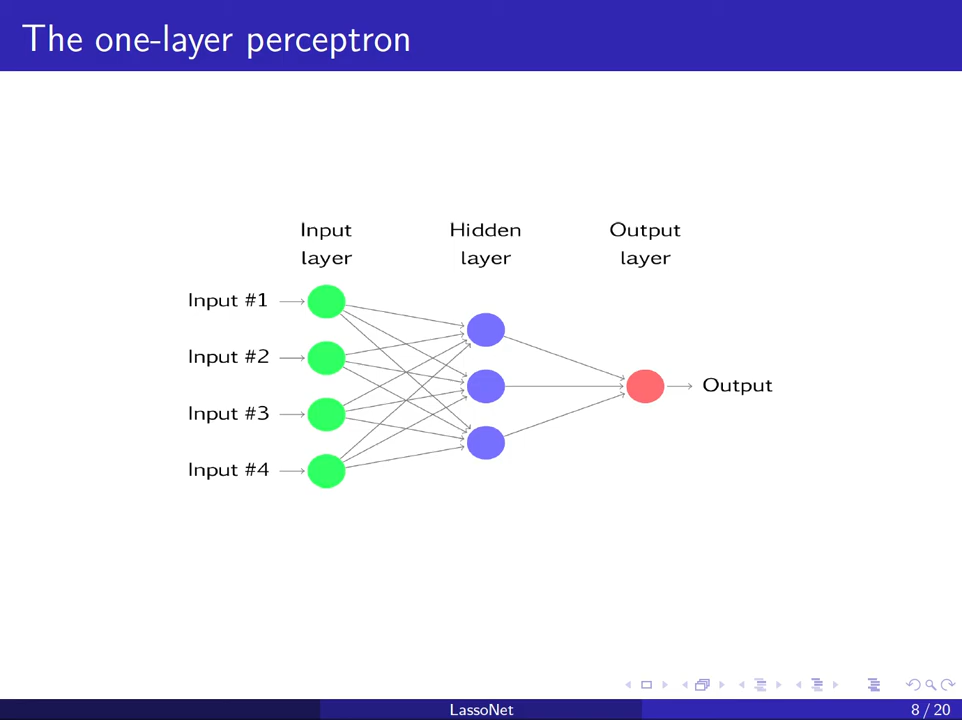 The one-layer perceptron
Input layer
Hidden layer
Output layer
Input #1
Input #2
Input #3
Input #4
Output
LassoNet
8 / 20